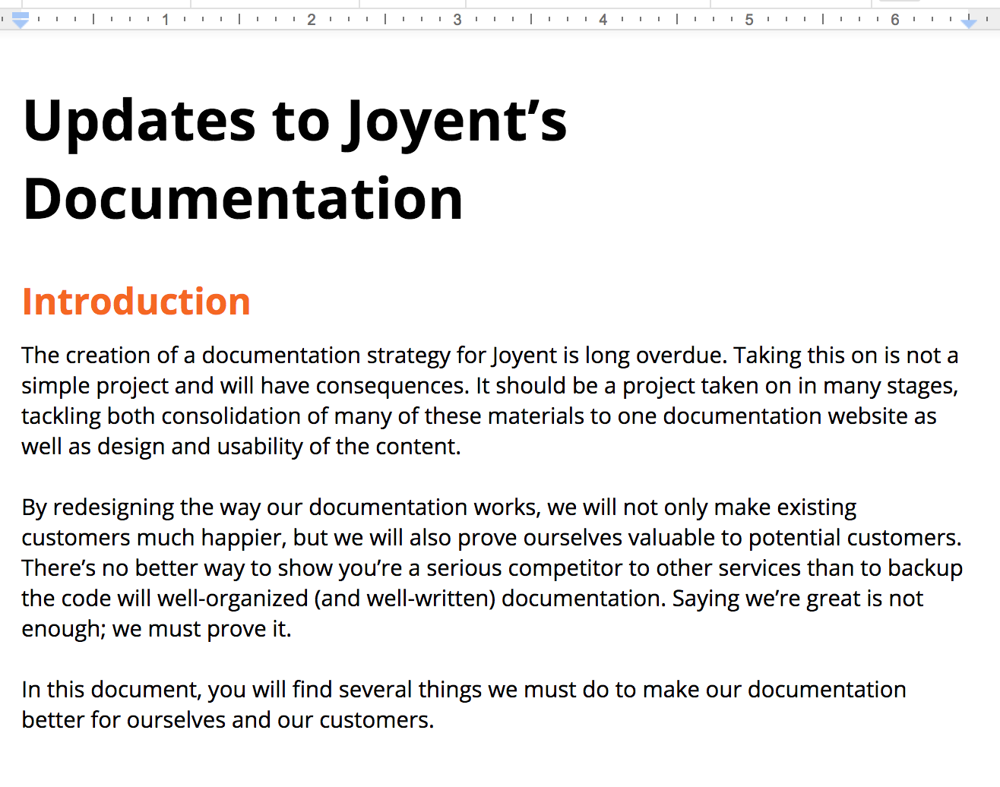 1 2 3 4 5 6
Updates to Joyent’s
Documentation
Introduction
The creation of a documentation strategy for Joyent is long overdue. Taking this on is not a
simple project and will have consequences. It should be a project taken on in many stages,
tackling both consolidation of many of these materials to one documentation website as
well as design and usability of the content.
By redesigning the way our documentation works, we will not only make existing
customers much happier, but we will also prove ourselves valuable to potential customers.
There’s no better way to show you’re a serious competitor to other services than to backup
the code will well-organized (and well-written) documentation. Saying we’re great is not
enough; we must prove it.
In this document, you will find several things we must do to make our documentation
better for ourselves and our customers.